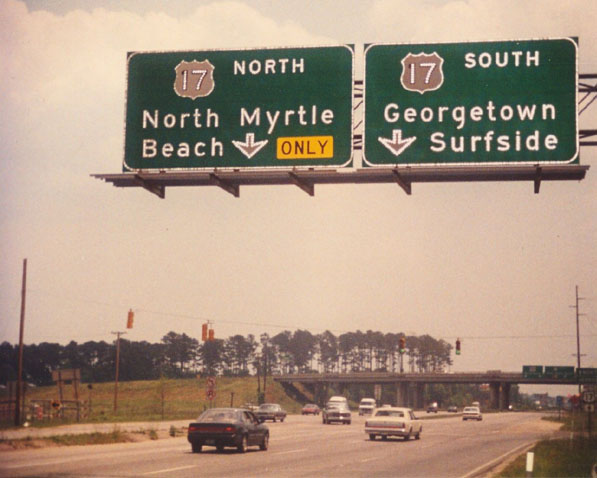 17 NORTH
North Myrtle
Beach ONLY
17 SOUTH
Georgetown
Surfside